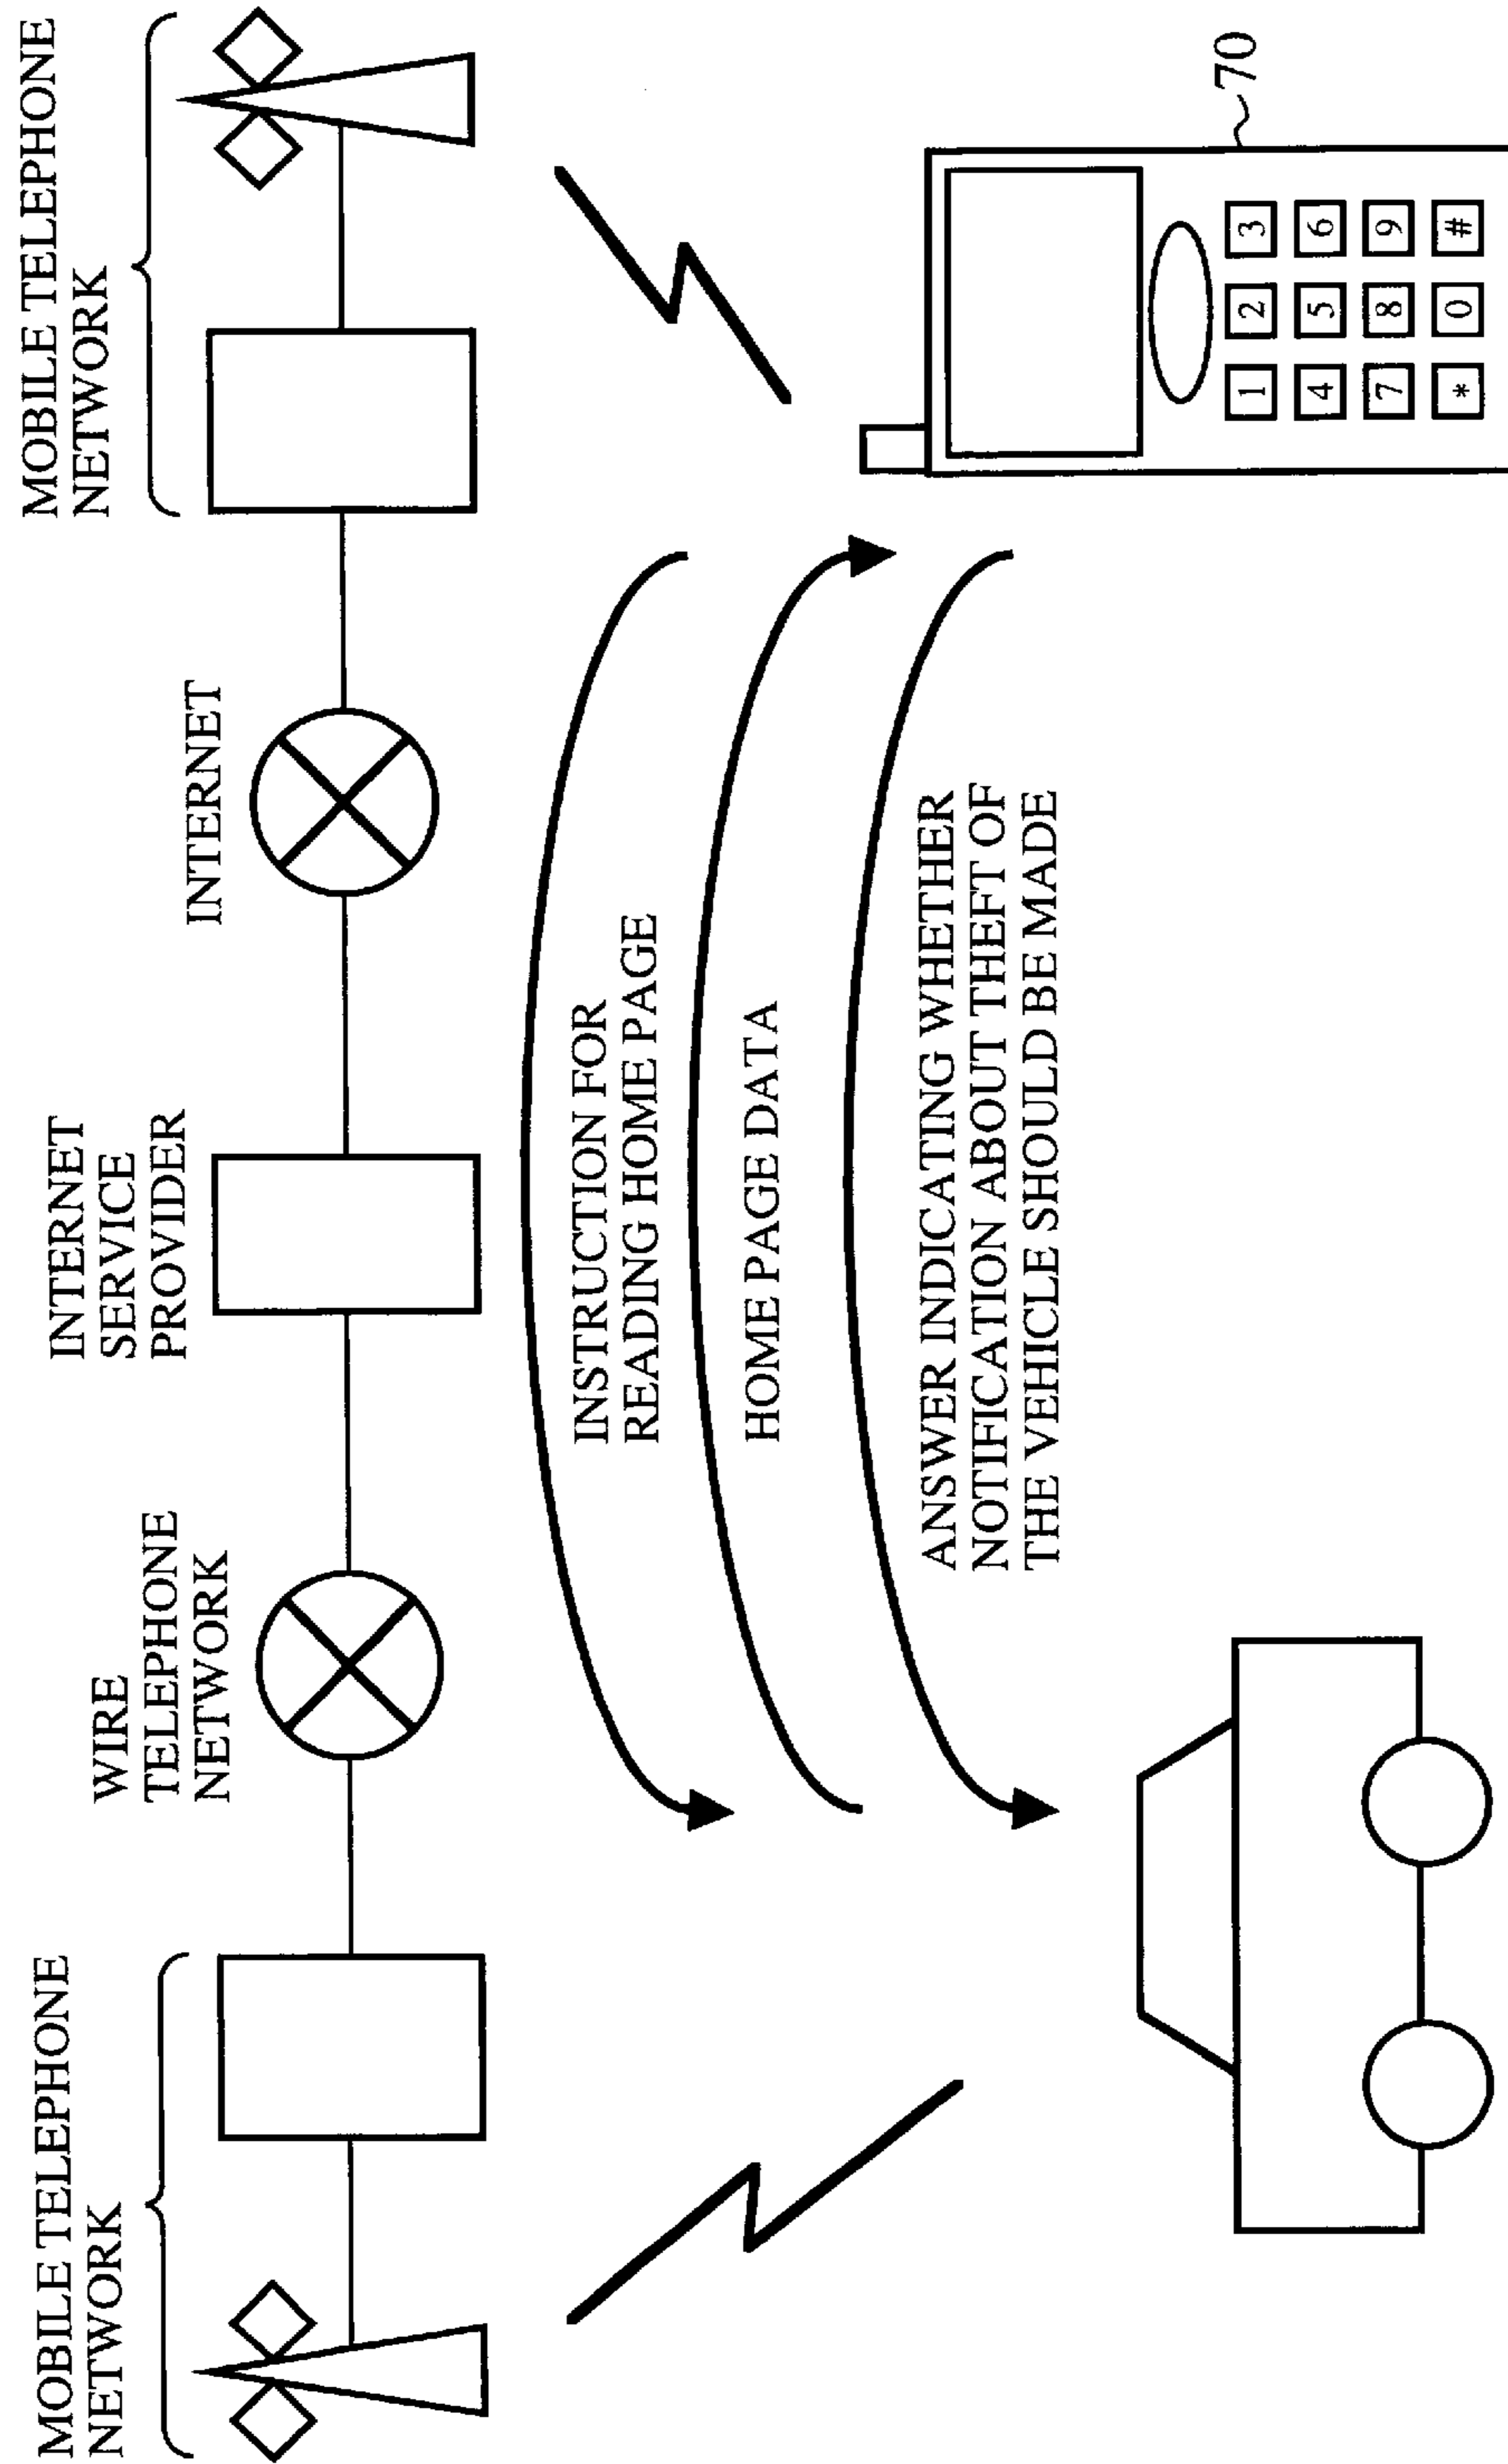 MOBILE TELEPHONE
NETWORK
WIRE
TELEPHONE
NETWORK
INTERNET
SERVICE
PROVIDER
INTERNET
MOBILE TELEPHONE
NETWORK
INSTRUCTION FOR
READING HOME PAGE
HOME PAGE DATA
ANSWER INDICATING WHETHER
NOTIFICATION ABOUT THEFT OF
THE VEHICLE SHOULD BE MADE
70
1 2 3
4 5 6
7 8 9
* 0 #